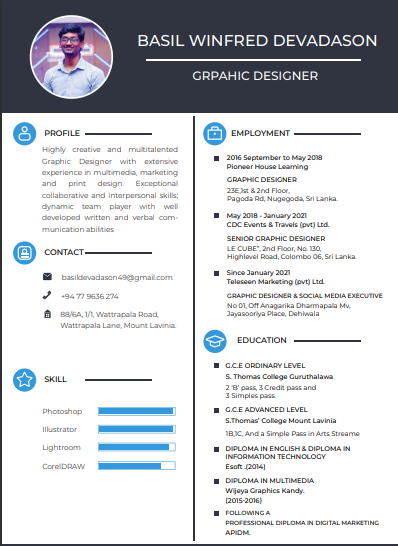 BASIL WINFRED DEVADASON
GRPAHIC DESIGNER
PROFILE
Highly creative and multitalented
Graphic Designer with extensive
experience in multimedia, marketing
and print design. Exceptional
collaborative and interpersonal skills;
dynamic team player with well
developed written and verbal com-
munication abilities
CONTACT
basildevadason49@gmail.com
+94 77 9636 274
88/6A, 1/1, Wattrapala Road,
Wattrapala Lane, Mount Lavinia.
SKILL
Photoshop
Illustrator
Lightroom
CorelDRAW
EMPLOYMENT
2016 September to May 2018
Pioneer House Learning
GRAPHIC DESIGNER
23E,1st & 2nd Floor,
Pagoda Rd, Nugegoda, Sri Lanka.
May 2018 - January 2021
CDC Events & Travels (pvt) Ltd.
SENIOR GRAPHIC DESIGNER
LE CUBE”, 2nd Floor, No. 130,
Highlevel Road, Colombo 06, Sri Lanka.
Since January 2021
Teleseen Marketing (pvt) Ltd.
GRAPHIC DESIGNER & SOCIAL MEDIA EXECUTIVE
No 01, Off Anagarika Dharmapala Mv,
Jayasooriya Place, Dehiwala
EDUCATION
G.C.E ORDINARY LEVEL
S. Thomas College Guruthalawa
2 ‘B’ pass, 3 Credit pass and
3 Simples pass.
G.C.E ADVANCED LEVEL
S.Thomas’ College Mount Lavinia
1B,1C, And a Simple pass in Arts Streame
DIPLOMA IN ENGLISH & DIPLOMA IN
INFORMATION TECHNOLOGY
Esoft .(2014)
DIPLOMA IN MULTIMEDIA
Wijeya Graphics Kandy.
(2015-2016)
FOLLOWING A
PROFESSIONAL DIPLOMA IN DIGITAL MARKETING
APIDM.